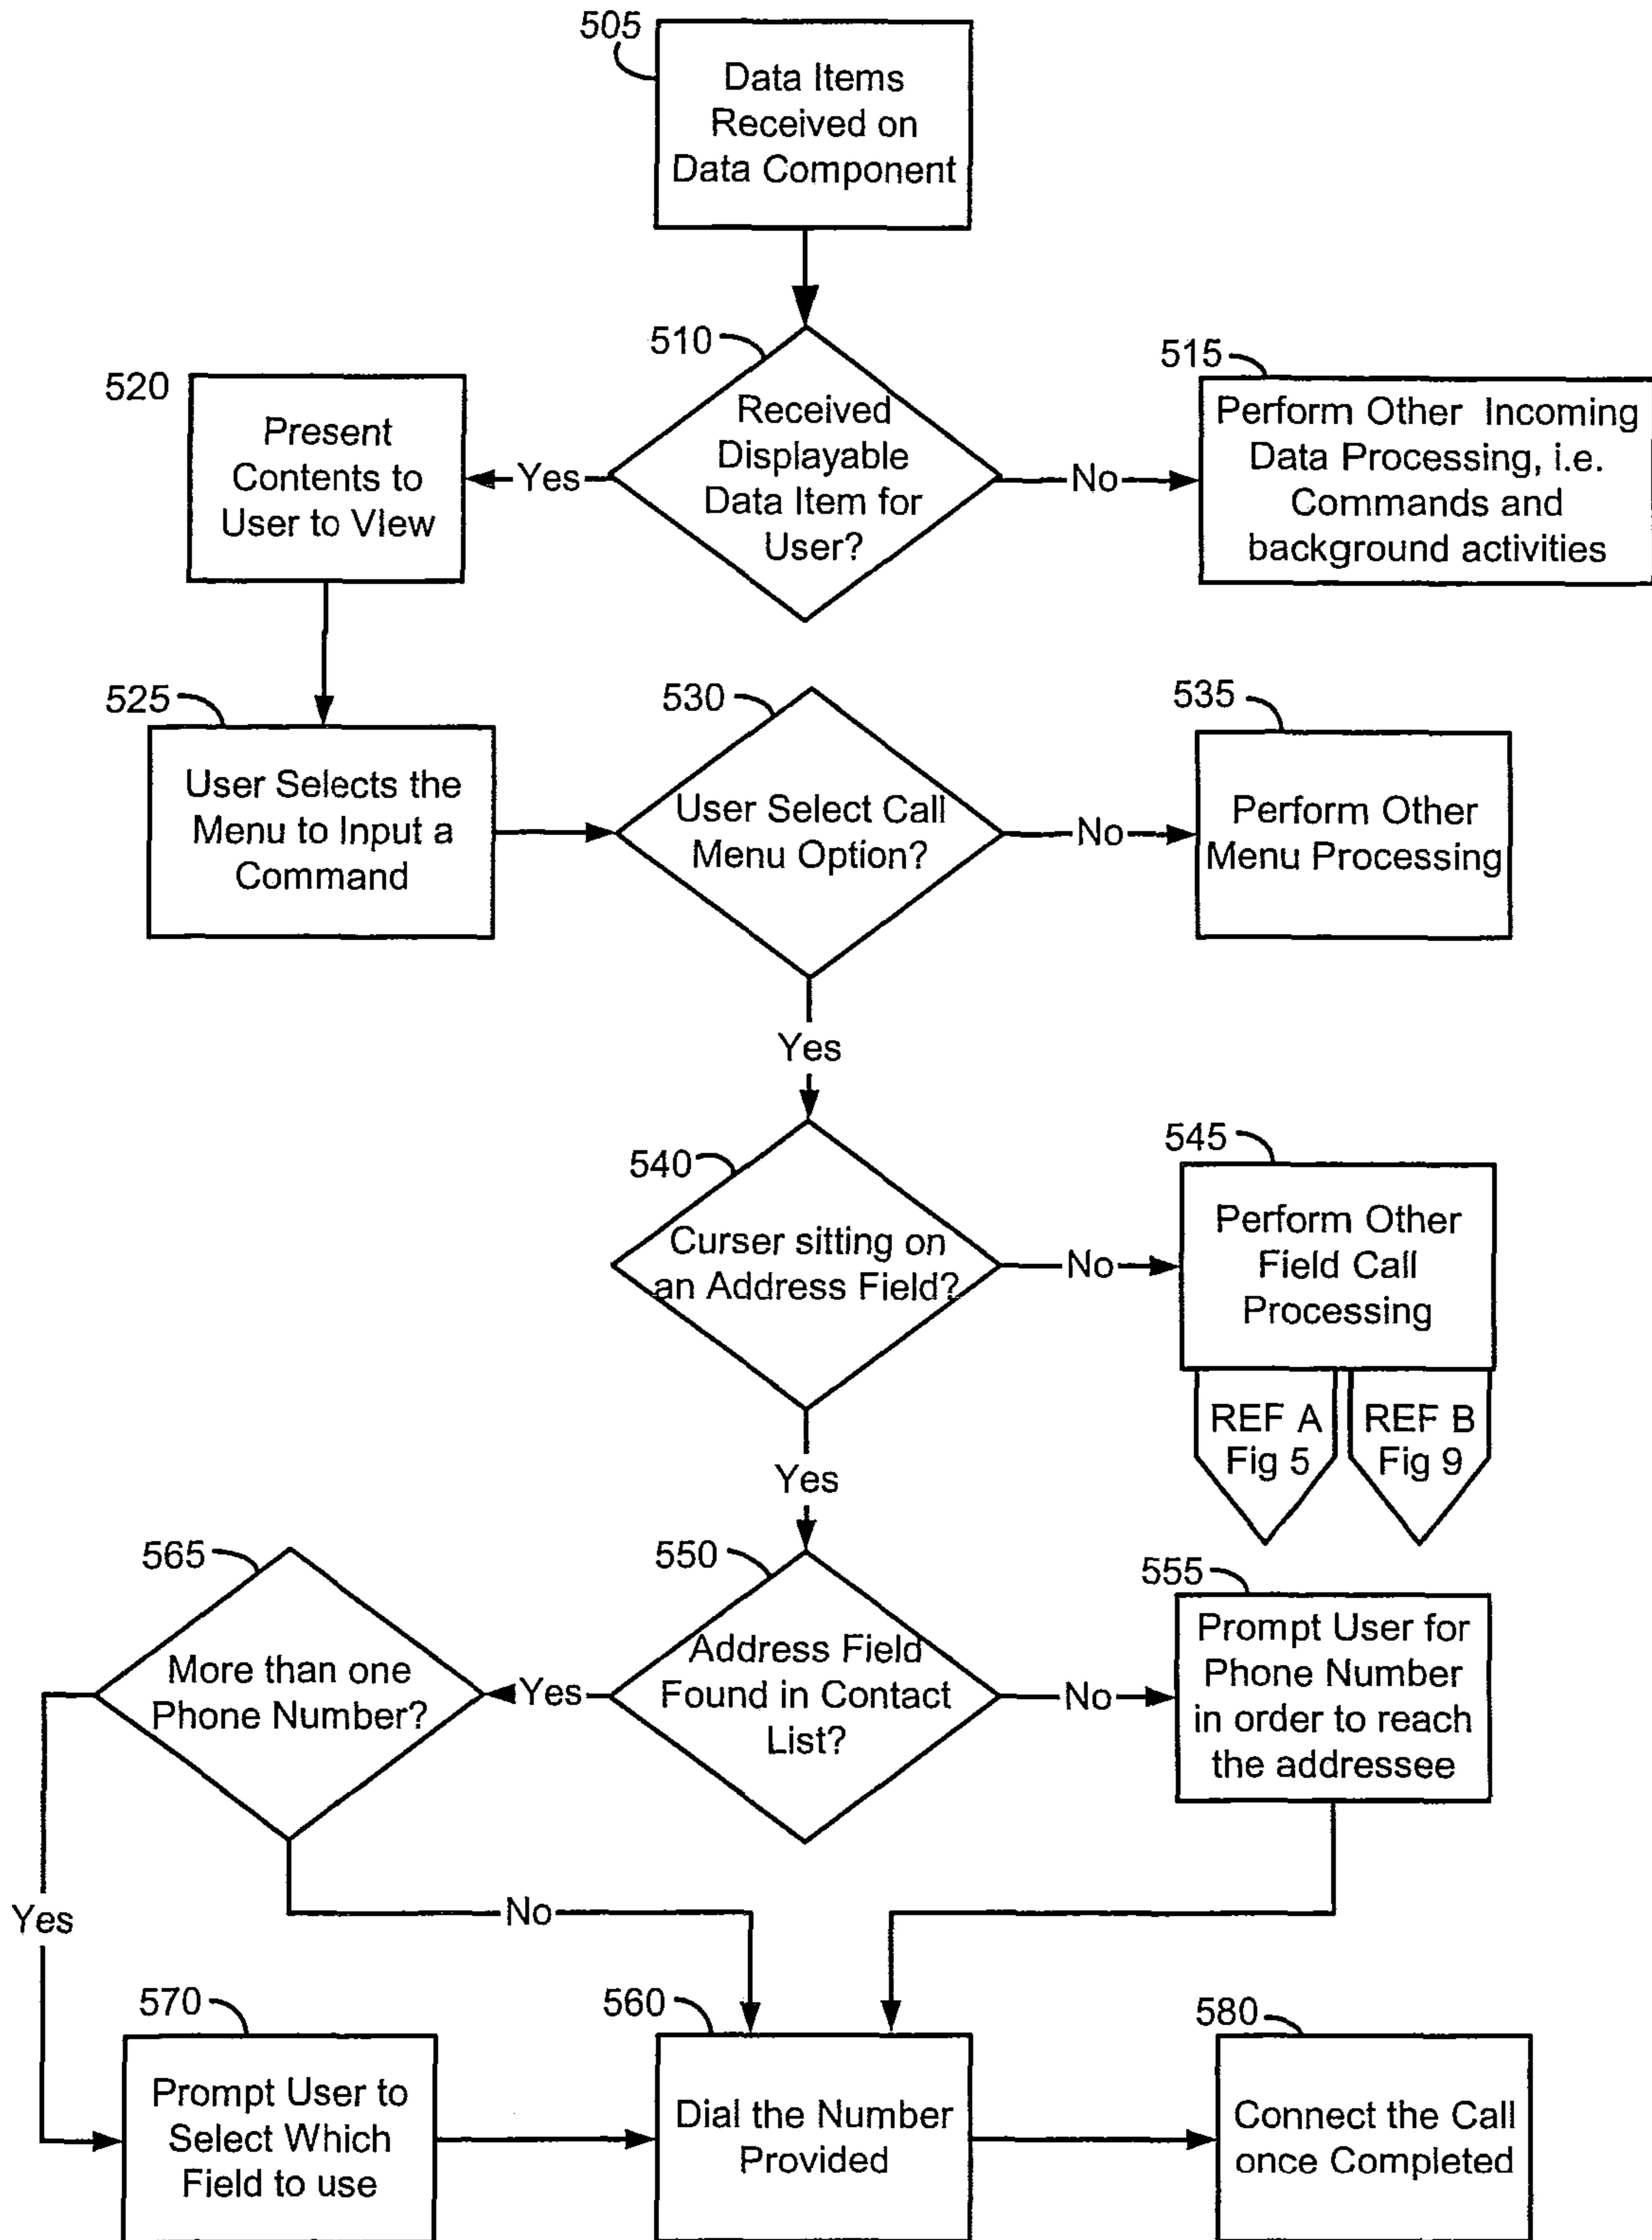 505
Data Items
Received on
Data Component
510
Received
Displayable
Data Item for
User?
515
Perform Other Incoming
Data Processing, i.e.
Commands and
background activities
No
Yes
520
Present
Contents to
User to VIew
525
User Selects the
Menu to Input a
Command
530
User Select Call
Menu Option?
No
535
Perform Other
Menu Processing
Yes
540
Curser sitting on
an Address Field?
No
545
Perform Other
Field Call
Processing
REF A
Fig 5
REF B
Fig 9
Yes
550
Address Field
Found in Contact
List?
No
555
Prompt User for
Phone Number
in order to reach
the addressee
Yes
565
More than one
Phone Number?
No
Yes
570
Prompt User to
Select Which
Field to use
560
Dial the Number
Provided
580
Connect the Call
once Completed